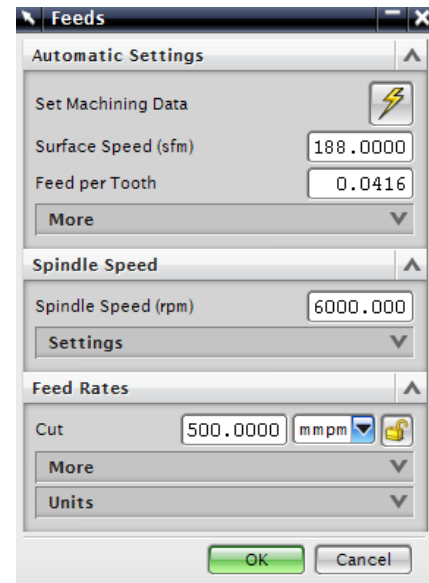 Feeds
Automatic Settings
Set Machining Data
Surface Speed (sfm) 188.0000
Feed per Tooth 0.0416
More
Spindle Speed
Spindle Speed (rpm) 6000.000
Settings
Feed Rates
Cut 500.0000 mmpm
More
Units
OK Cancel